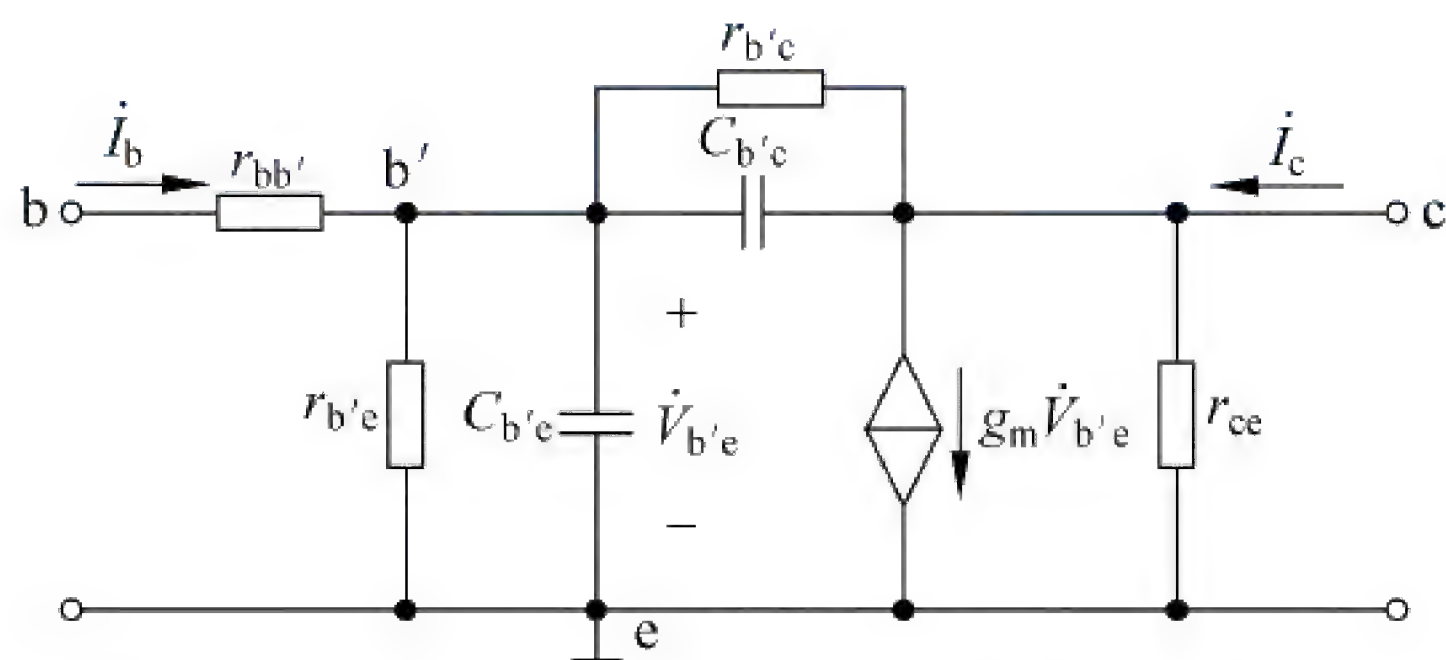 r_b'c
İ_b
r_bb'
b'
C_b'c
İ_c
b
c
+
r_b'e
C_b'e
V̇_b'e
g_m V̇_b'e
r_ce
−
e